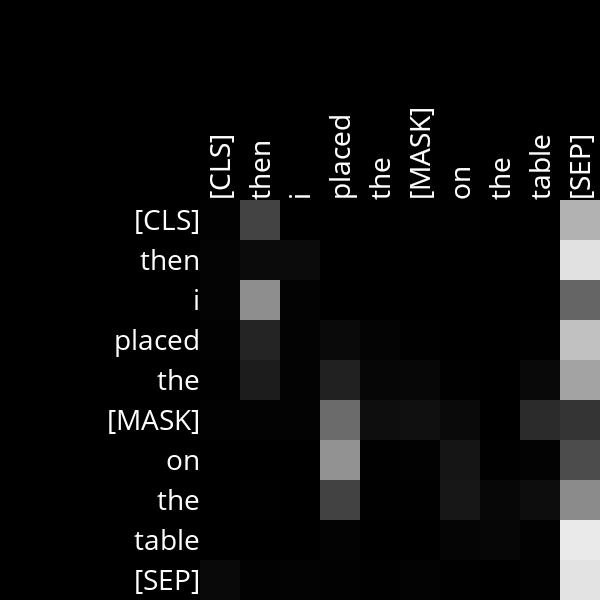 [CLS] then i placed the [MASK] on the table [SEP]
[CLS]
then
i
placed
the
[MASK]
on
the
table
[SEP]